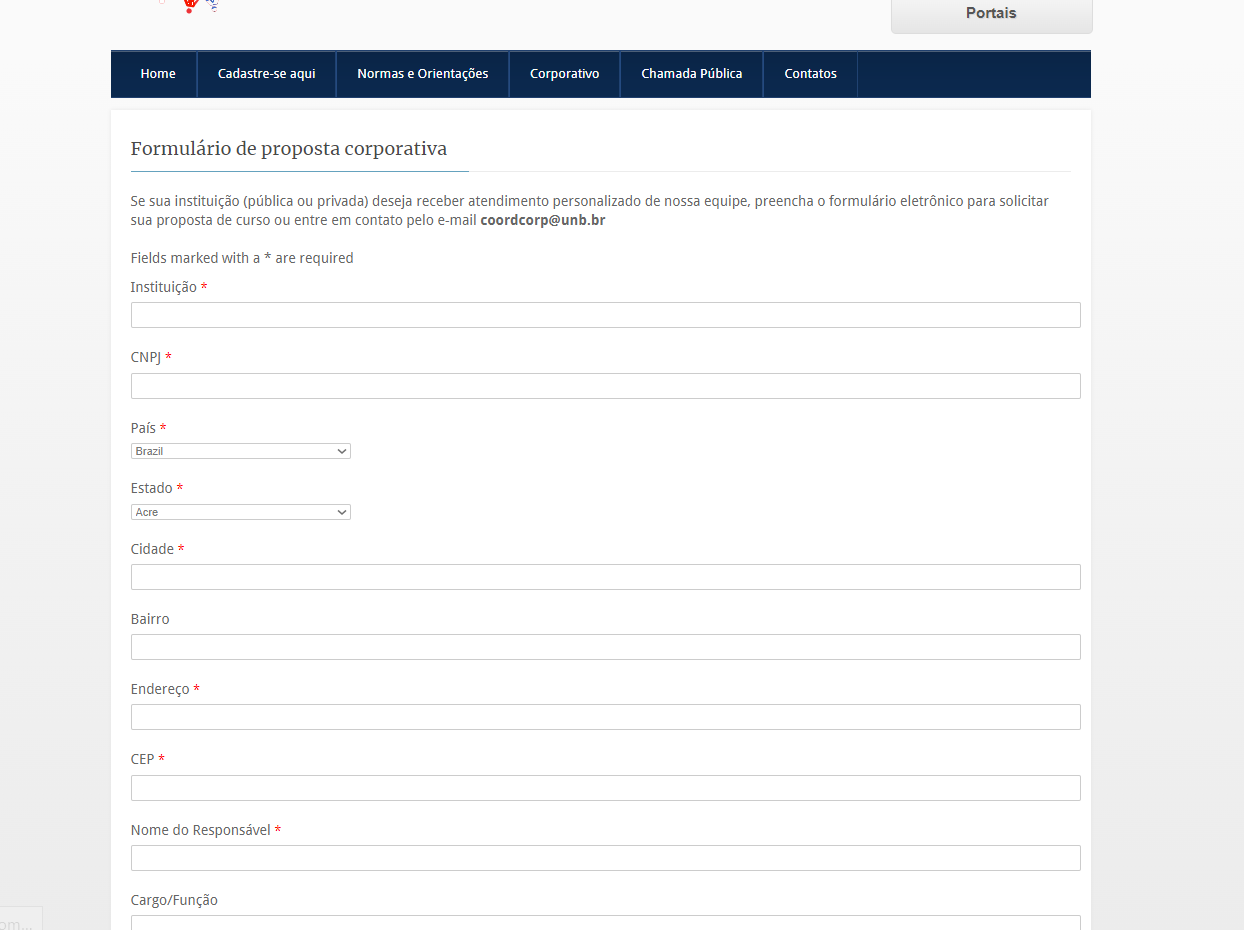 Portais
Home Cadastre-se aqui Normas e Orientações Corporativo Chamada Pública Contatos
Formulário de proposta corporativa
Se sua instituição (pública ou privada) deseja receber atendimento personalizado de nossa equipe, preencha o formulário eletrônico para solicitar
sua proposta de curso ou entre em contato pelo e-mail coordcorp@unb.br
Fields marked with a * are required
Instituição *
CNPJ *
País *
Brazil
Estado *
Acre
Cidade *
Bairro
Endereço *
CEP *
Nome do Responsável *
Cargo/Função